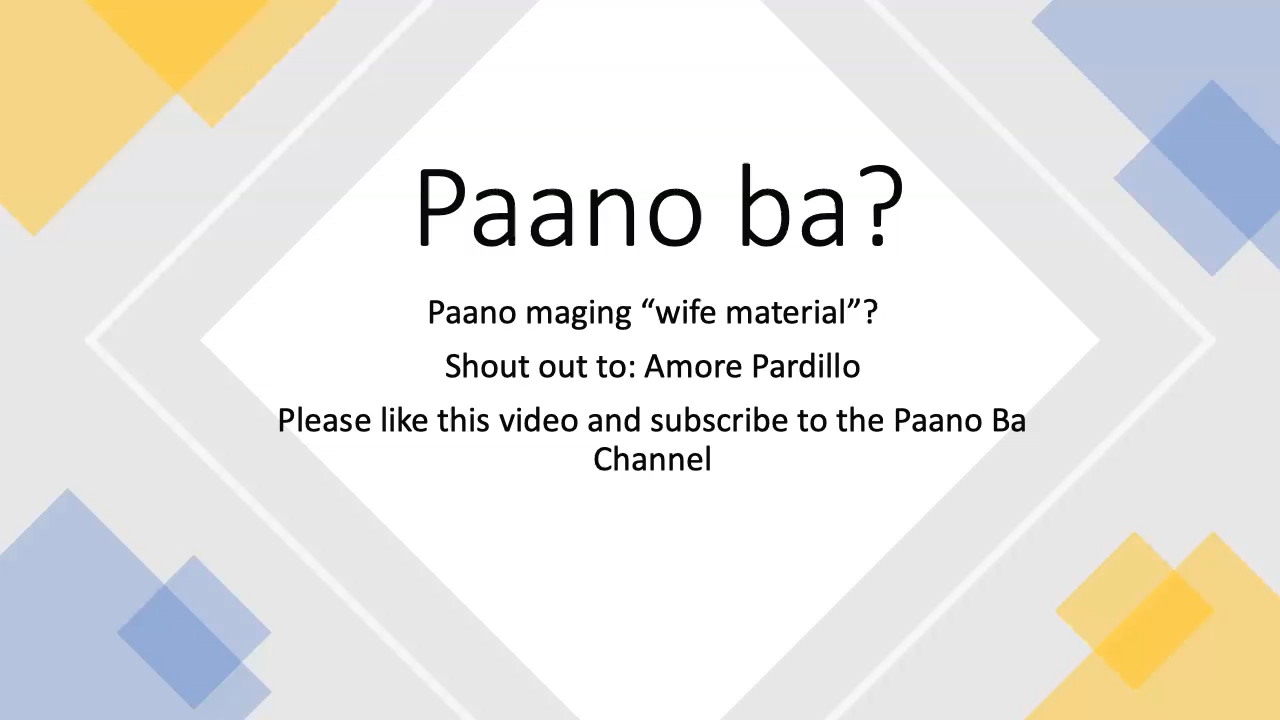 Paano ba?
Paano maging “wife material”?
Shout out to: Amore Pardillo
Please like this video and subscribe to the Paano Ba
Channel